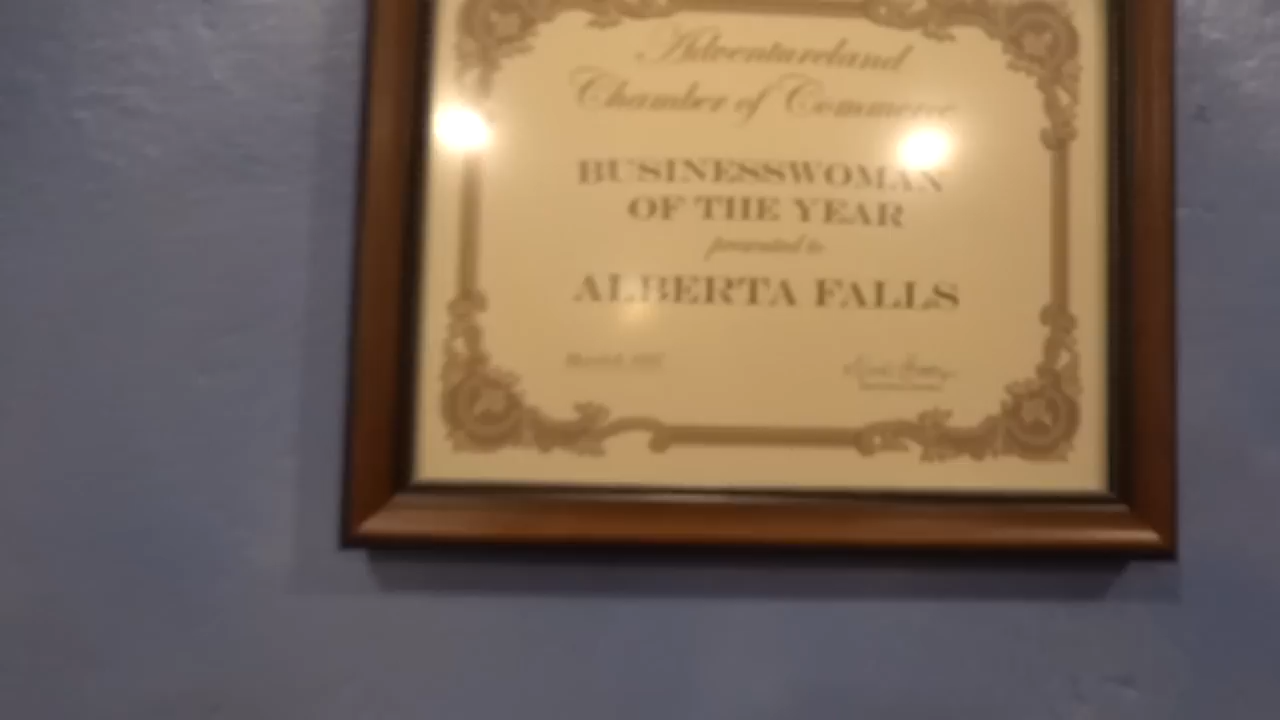 Adventureland
Chamber of Commerce
BUSINESSWOMAN
OF THE YEAR
presented to
ALBERTA FALLS